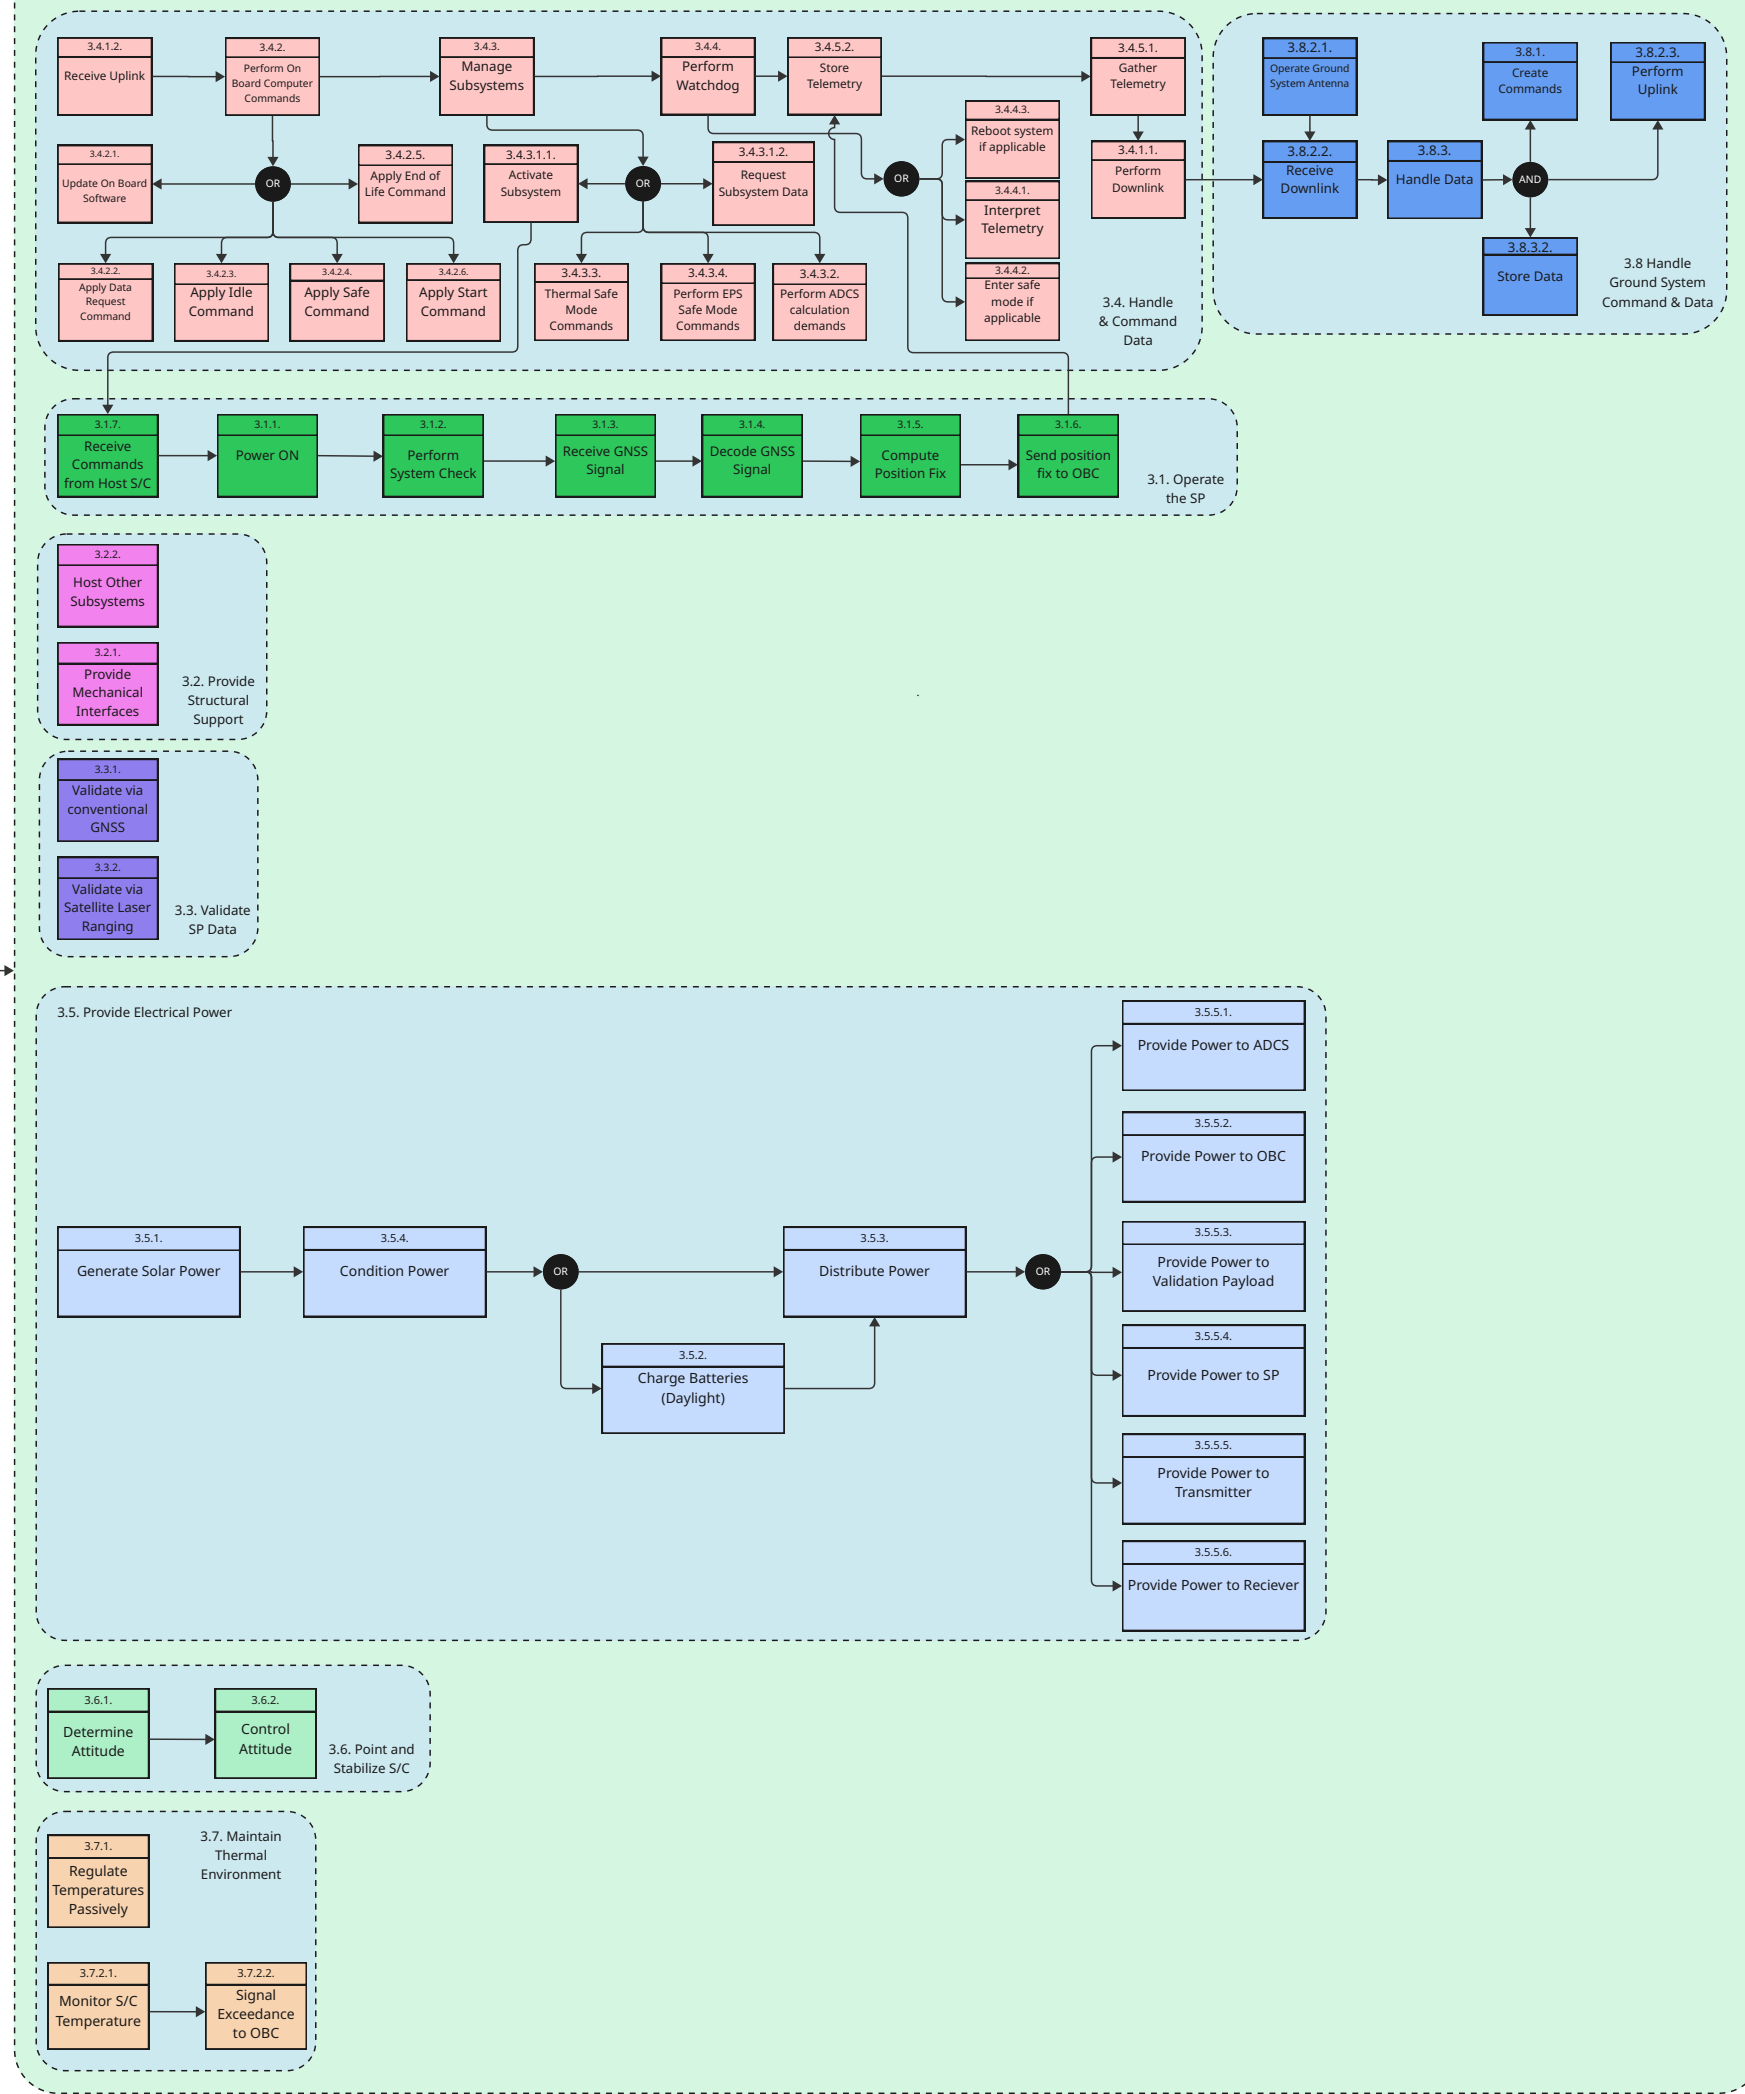 3.4.1.2.
Receive Uplink
3.4.2.
Perform On
Board Computer
Commands
3.4.3.
Manage
Subsystems
3.4.4.
Perform
Watchdog
3.4.5.2.
Store
Telemetry
3.4.5.1.
Gather
Telemetry
3.4.4.3.
Reboot system
if applicable
3.4.2.1.
Update On Board
Software
OR
3.4.2.5.
Apply End of
Life Command
3.4.3.1.1.
Activate
Subsystem
OR
3.4.3.1.2.
Request
Subsystem Data
OR
3.4.4.1.
Interpret
Telemetry
3.4.1.1.
Perform
Downlink
3.4.2.2.
Apply Data
Request
Command
3.4.2.3.
Apply Idle
Command
3.4.2.4.
Apply Safe
Command
3.4.2.6.
Apply Start
Command
3.4.3.3.
Thermal Safe
Mode
Commands
3.4.3.4.
Perform EPS
Safe Mode
Commands
3.4.3.2.
Perform ADCS
calculation
demands
3.4.4.2.
Enter safe
mode if
applicable
3.4. Handle
& Command
Data
3.8.2.1.
Operate Ground
System Antenna
3.8.1.
Create
Commands
3.8.2.3.
Perform
Uplink
3.8.2.2.
Receive
Downlink
3.8.3.
Handle Data
AND
3.8.3.2.
Store Data
3.8 Handle
Ground System
Command & Data
3.1.7.
Receive
Commands
from Host S/C
3.1.1.
Power ON
3.1.2.
Perform
System Check
3.1.3.
Receive GNSS
Signal
3.1.4.
Decode GNSS
Signal
3.1.5.
Compute
Position Fix
3.1.6.
Send position
fix to OBC
3.1. Operate
the SP
3.2.2.
Host Other
Subsystems
3.2.1.
Provide
Mechanical
Interfaces
3.2. Provide
Structural
Support
3.3.1.
Validate via
conventional
GNSS
3.3.2.
Validate via
Satellite Laser
Ranging
3.3. Validate
SP Data
3.5. Provide Electrical Power
3.5.1.
Generate Solar Power
3.5.4.
Condition Power
OR
3.5.2.
Charge Batteries
(Daylight)
3.5.3.
Distribute Power
OR
3.5.5.1.
Provide Power to ADCS
3.5.5.2.
Provide Power to OBC
3.5.5.3.
Provide Power to
Validation Payload
3.5.5.4.
Provide Power to SP
3.5.5.5.
Provide Power to
Transmitter
3.5.5.6.
Provide Power to Reciever
3.6.1.
Determine
Attitude
3.6.2.
Control
Attitude
3.6. Point and
Stabilize S/C
3.7.1.
Regulate
Temperatures
Passively
3.7. Maintain
Thermal
Environment
3.7.2.1.
Monitor S/C
Temperature
3.7.2.2.
Signal
Exceedance
to OBC